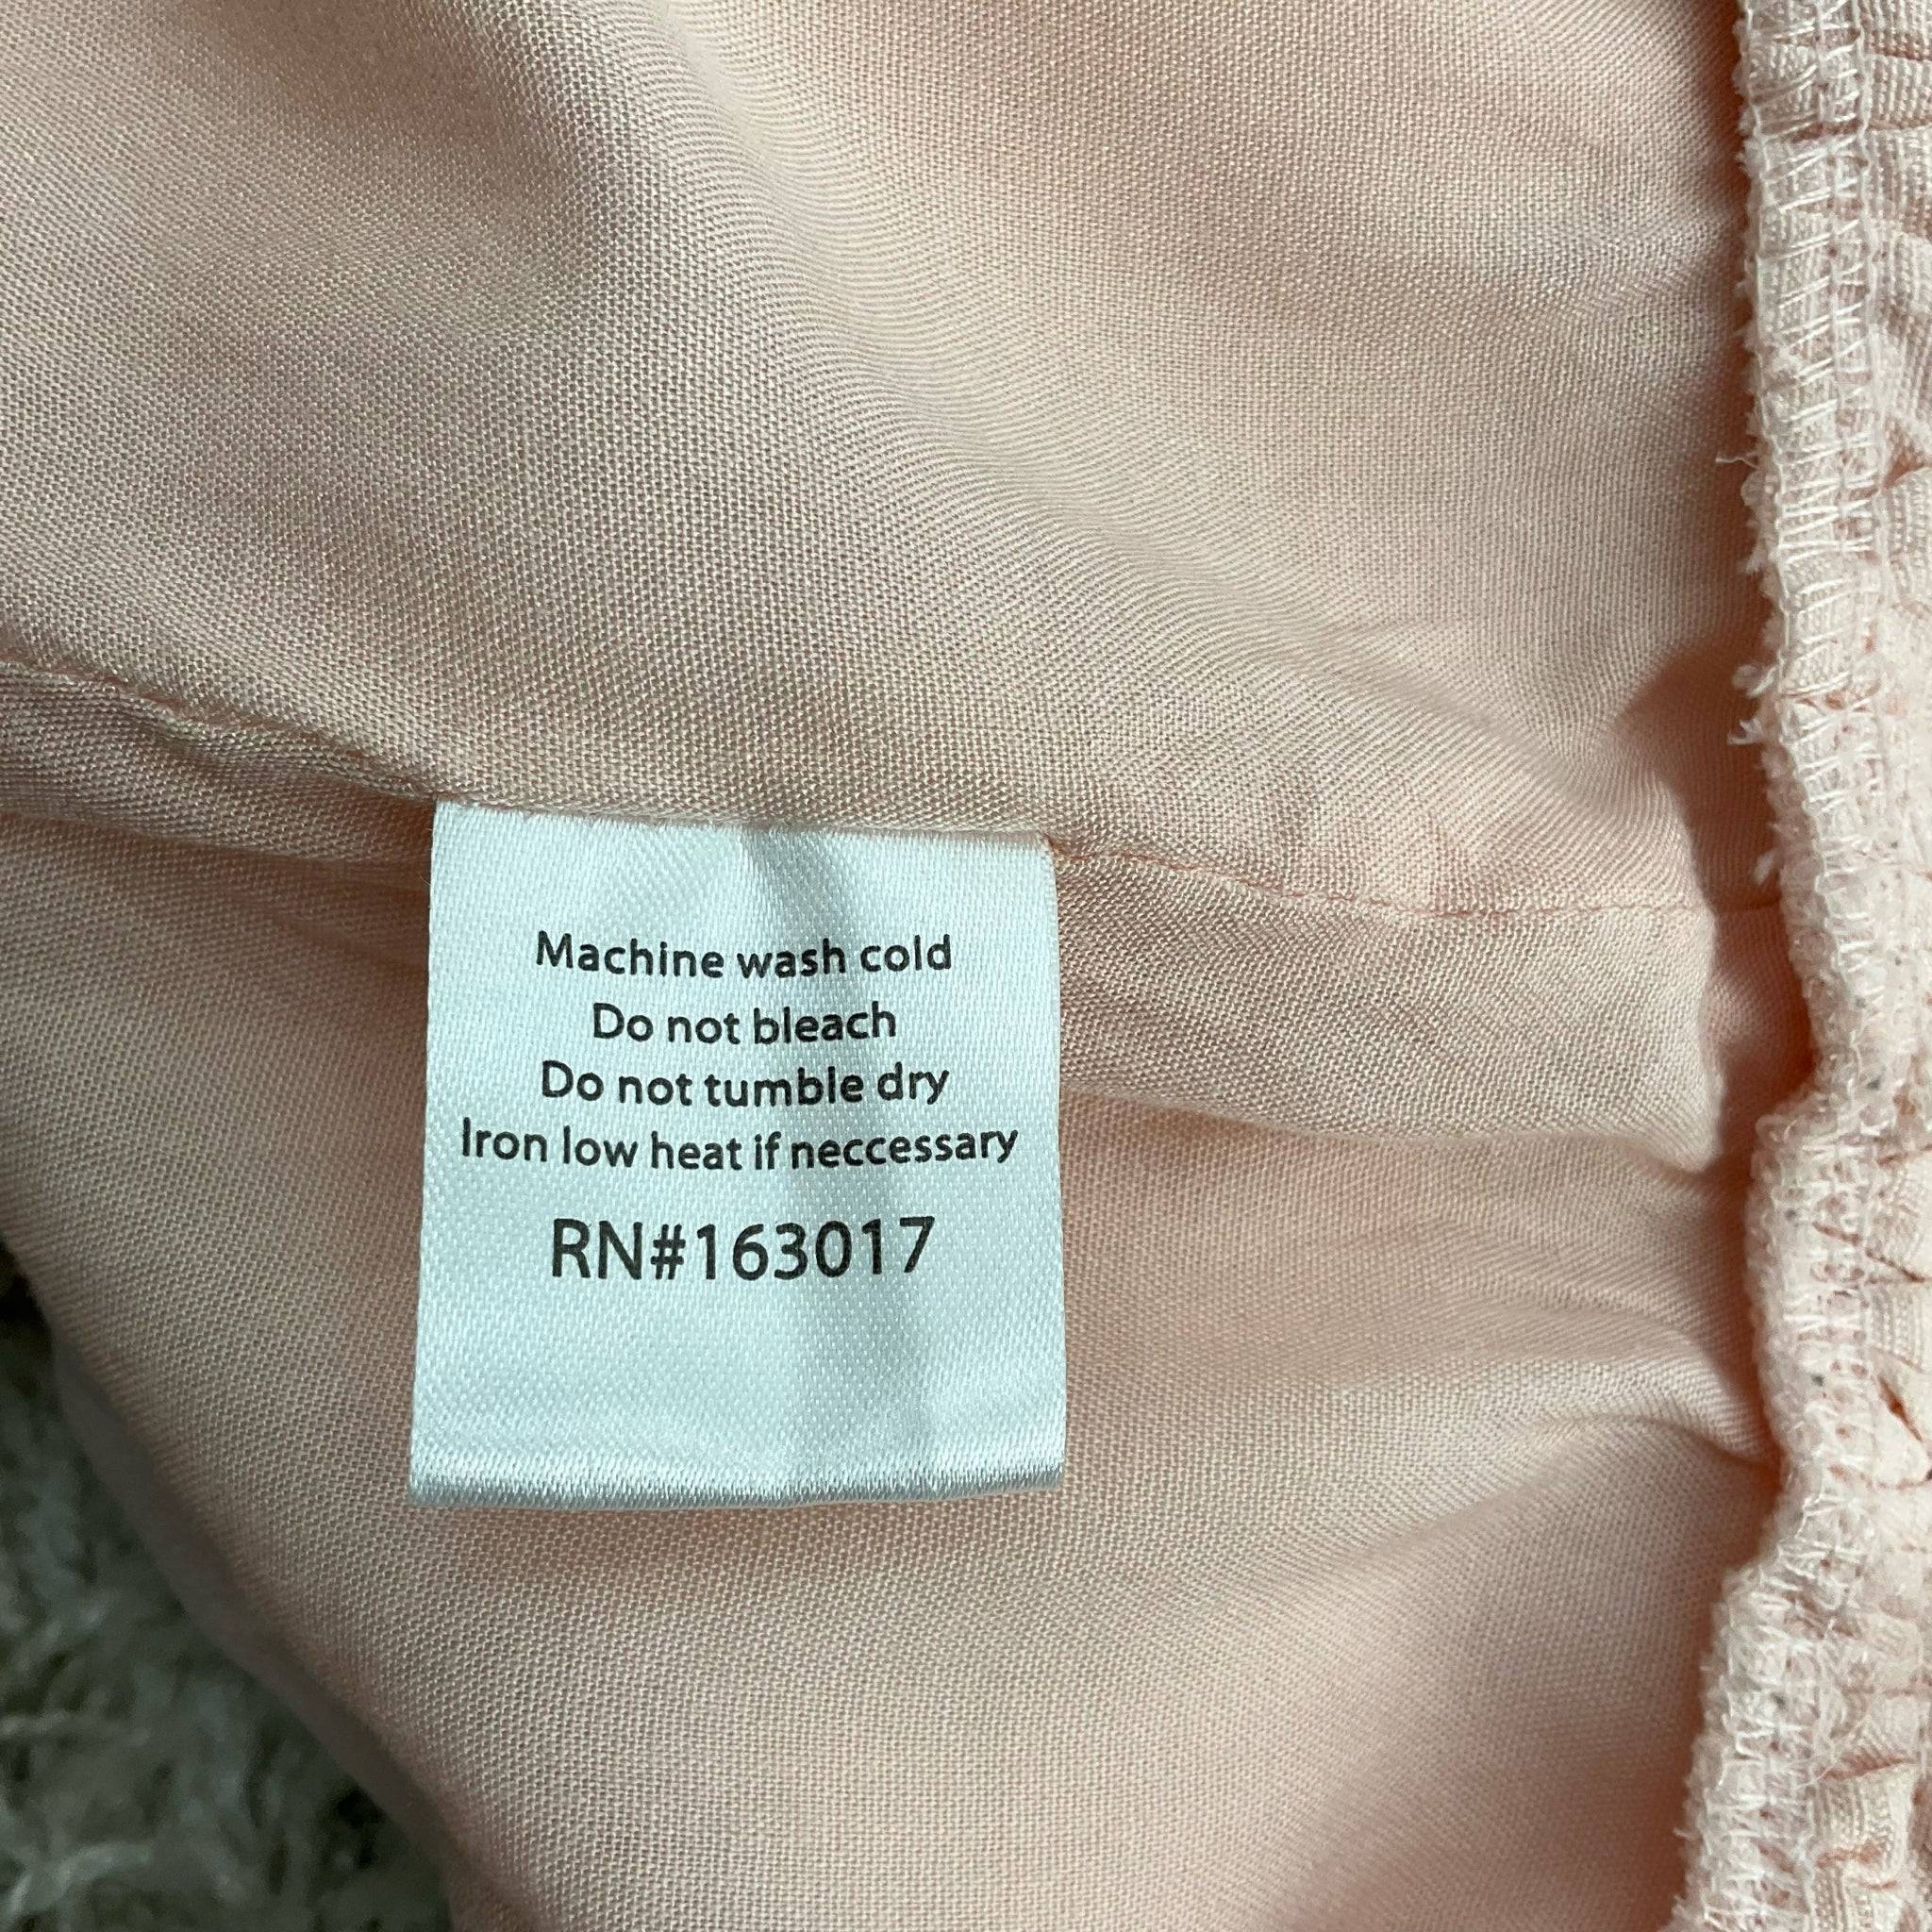 Machine wash cold
Do not bleach
Do not tumble dry
Iron low heat if neccessary
RN#163017